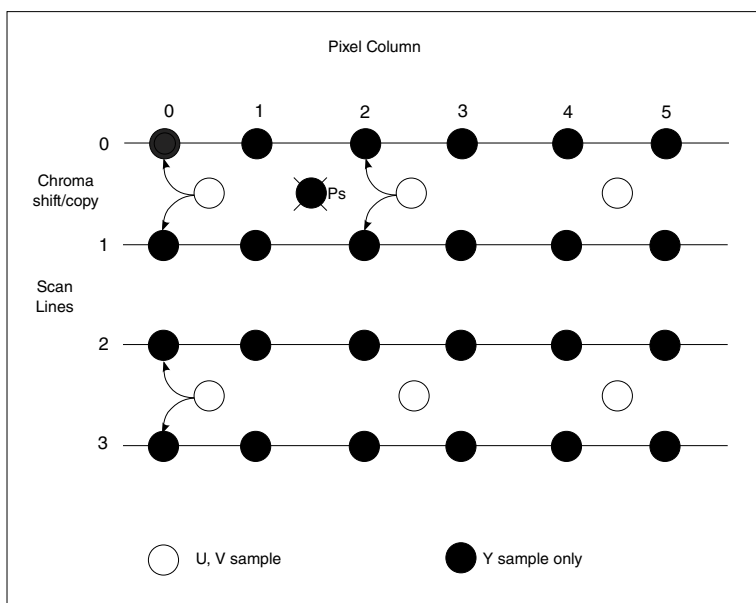 Pixel Column
0 1 2 3 4 5
0
Chroma
shift/copy
Ps
1
Scan
Lines
2
3
U, V sample
Y sample only